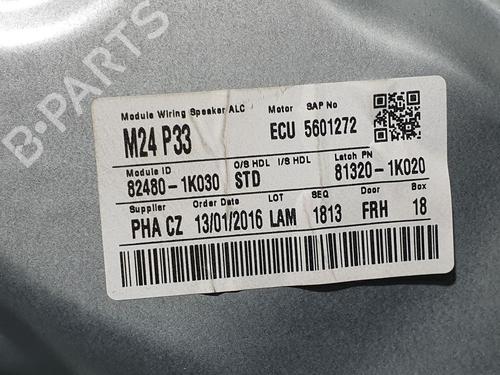 B-PARTS
Module Wiring Speaker ALC Motor SAP No
M24 P33 ECU 5601272
Module ID O/S HDL I/S HDL Latch PN
82480-1K030 STD 81320-1K020
Supplier Order Date LOT SEQ Door Box
PHA CZ 13/01/2016 LAM 1813 FRH 18